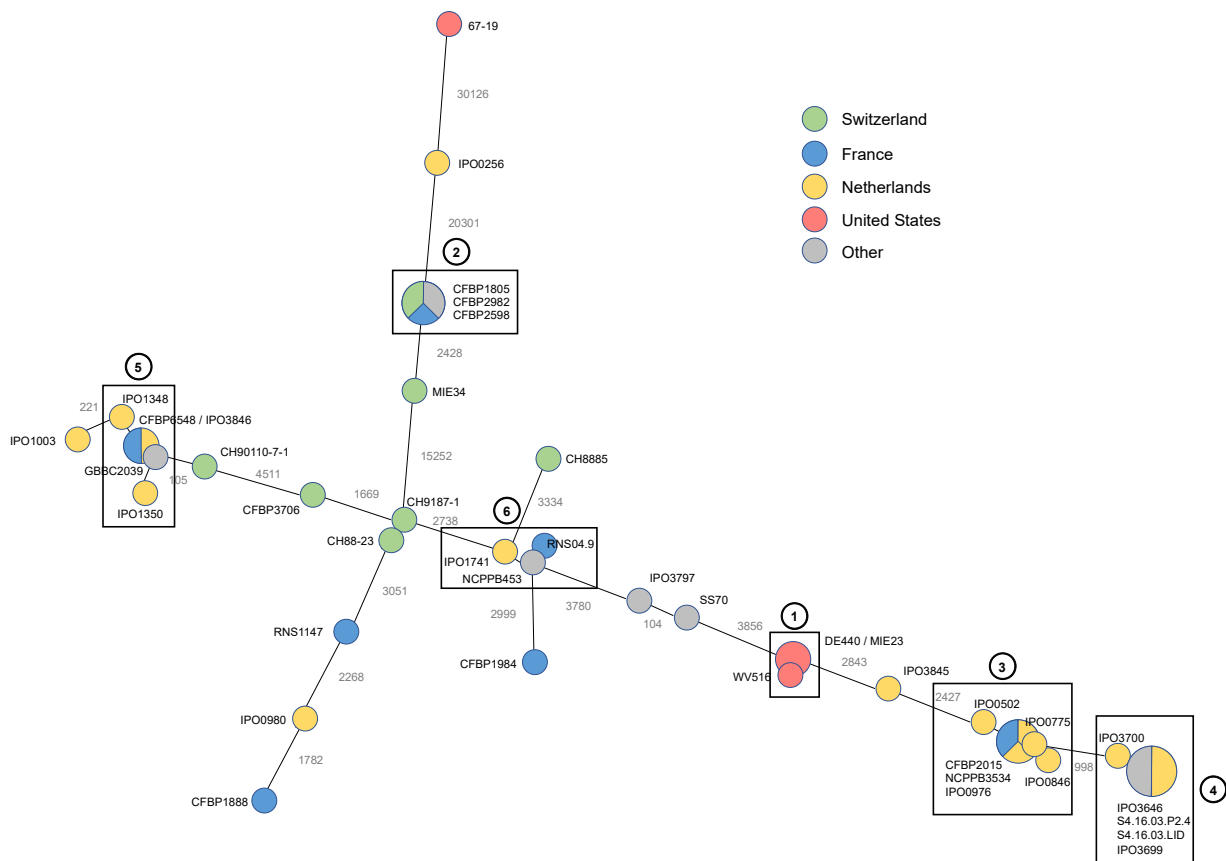 67-19
30126
Switzerland
France
IPO0256
Netherlands
United States
20301
Other
2
CFBP1805
CFBP2982
CFBP2598
2428
5
MIE34
IPO1348
221
CFBP6548 / IPO3846
IPO1003
CH90110-7-1
15252
CH8885
GBBC2039
105
4511
3334
1669
CH9187-1
CFBP3706
IPO1350
2738
6
CH88-23
RNS04.9
IPO1741
NCPPB453
3051
IPO3797
2999
3780
SS70
104
1
RNS1147
3856
DE440 / MIE23
CFBP1984
2843
3
WV516
IPO3845
2268
2427
IPO0502
IPO0980
IPO0775
IPO3700
1782
CFBP2015
NCPPB3534
IPO0976
998
IPO0846
4
CFBP1888
IPO3646
S4.16.03.P2.4
S4.16.03.LID
IPO3699